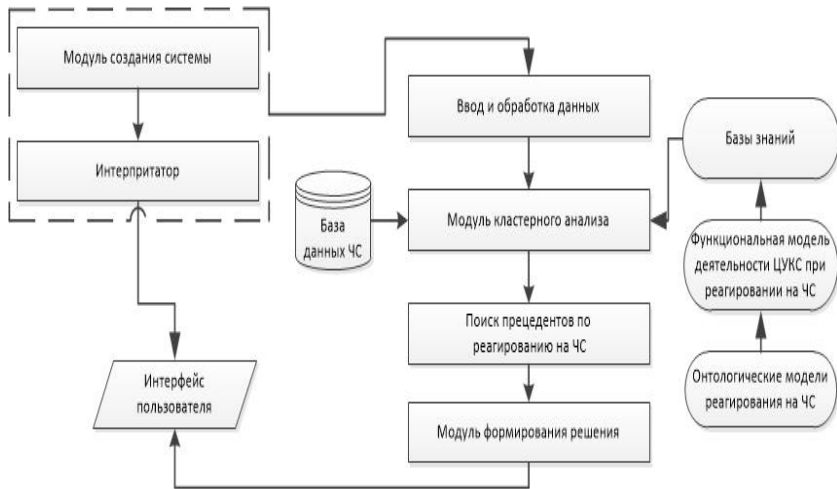 Модуль создания системы
Интерпритатор
Ввод и обработка данных
База
данных ЧС
Модуль кластерного анализа
Базы знаний
Функциональная модель
деятельности ЦУКС при
реагировании на ЧС
Поиск прецедентов по
реагированию на ЧС
Онтологические модели
реагирования на ЧС
Интерфейс
пользователя
Модуль формирования решения